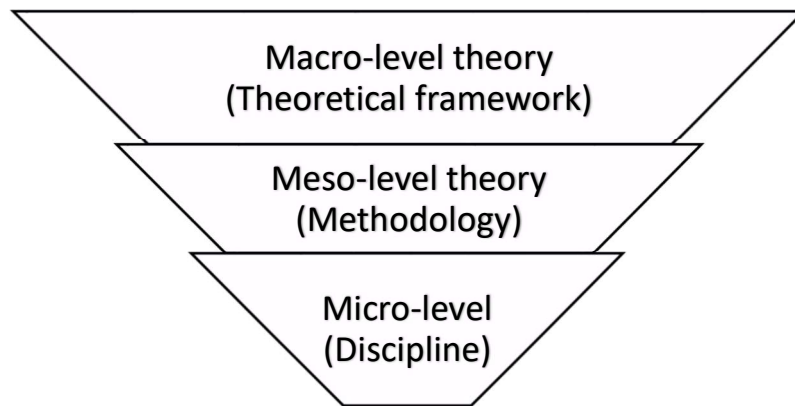 Macro-level theory
(Theoretical framework)
Meso-level theory
(Methodology)
Micro-level
(Discipline)